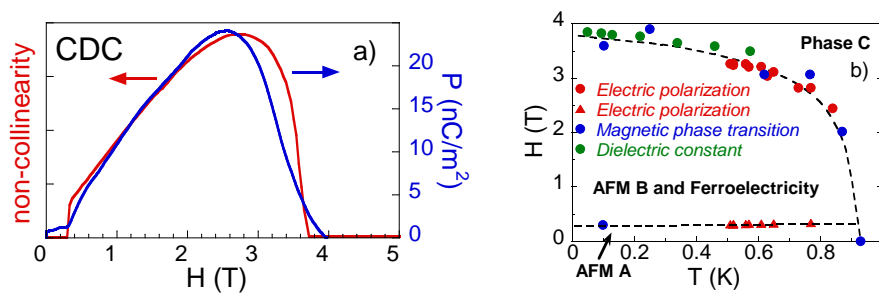 CDC
a)
non-collinearity
P (nC/m²)
20
15
10
5
0
0 1 2 3 4 5
H (T)
Phase C
b)
Electric polarization
Electric polarization
Magnetic phase transition
Dielectric constant
AFM B and Ferroelectricity
AFM A
H (T)
4
3
2
1
0
0 0.2 0.4 0.6 0.8
T (K)